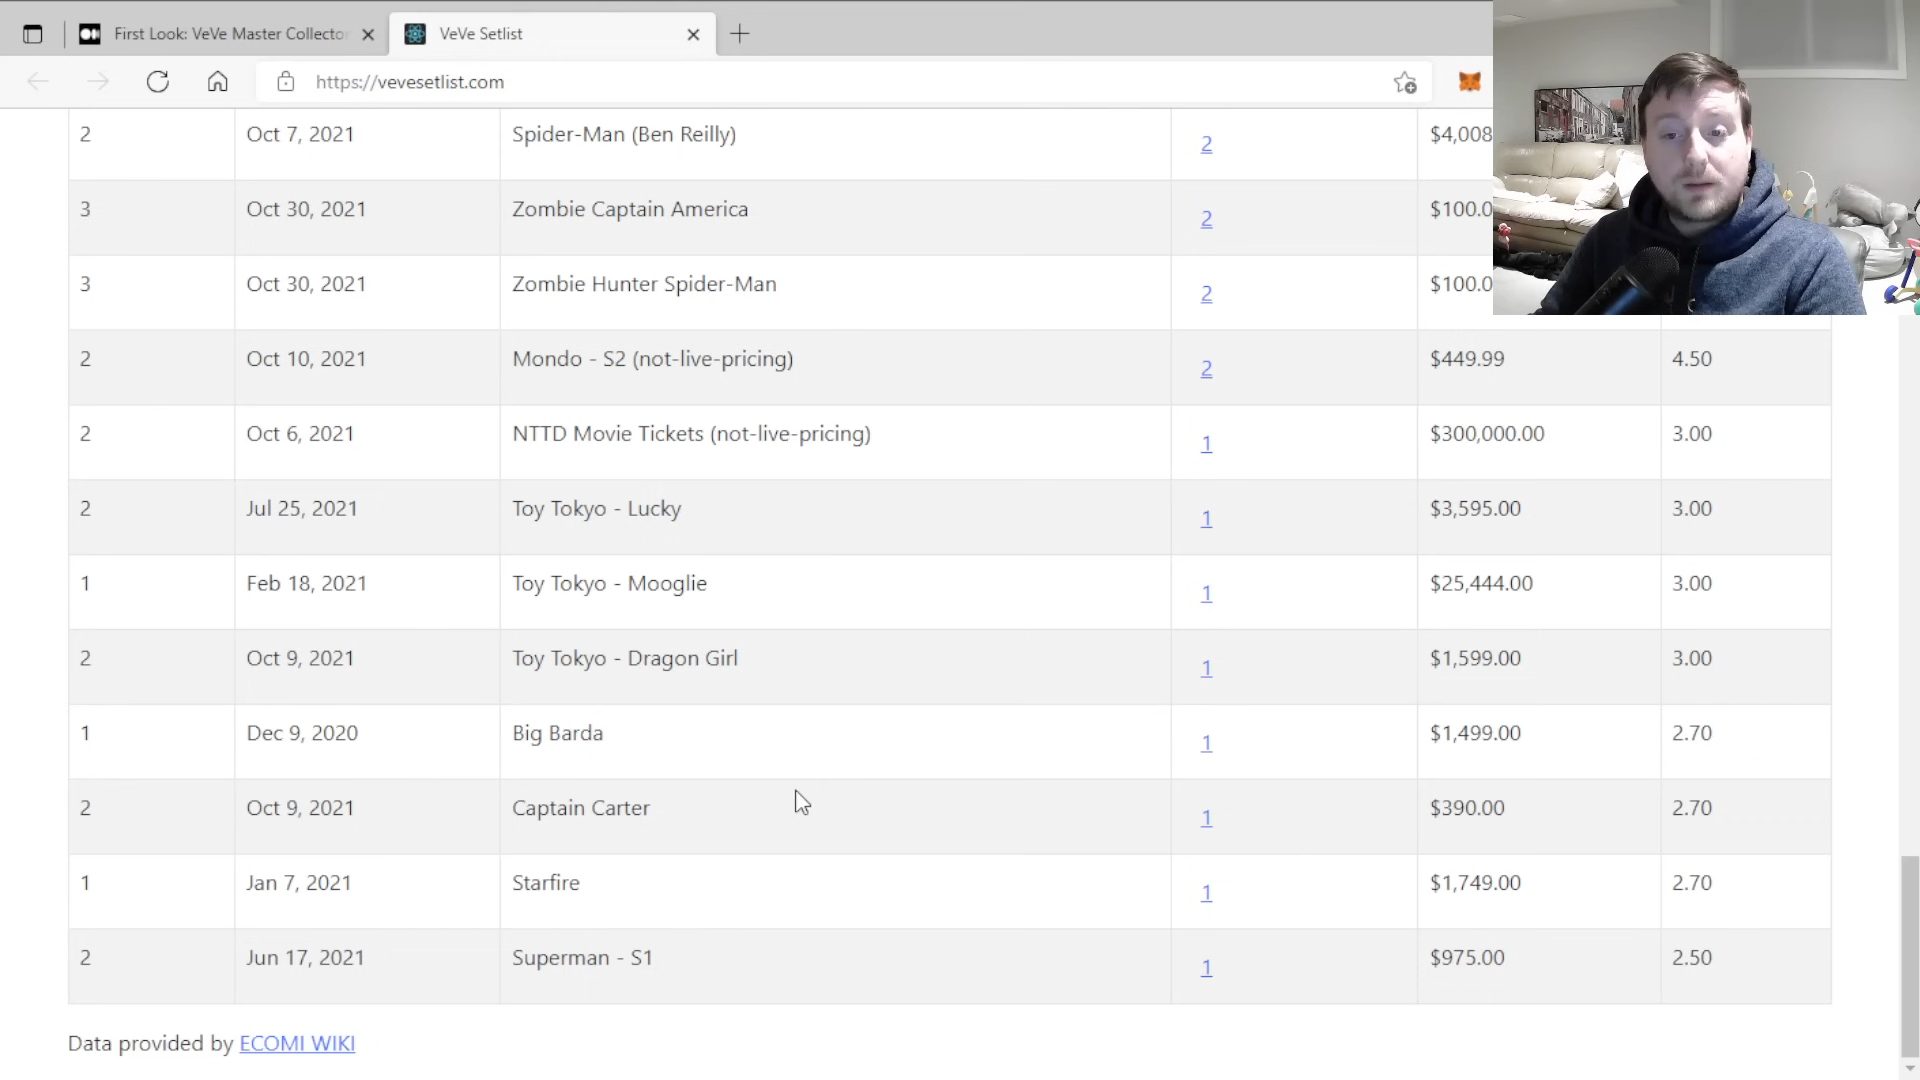 First Look: VeVe Master Collector
VeVe Setlist
https://vevesetlist.com
2 Oct 7, 2021 Spider-Man (Ben Reilly) 2 $4,008
3 Oct 30, 2021 Zombie Captain America 2 $100.0
3 Oct 30, 2021 Zombie Hunter Spider-Man 2 $100.0
2 Oct 10, 2021 Mondo - S2 (not-live-pricing) 2 $449.99 4.50
2 Oct 6, 2021 NTTD Movie Tickets (not-live-pricing) 1 $300,000.00 3.00
2 Jul 25, 2021 Toy Tokyo - Lucky 1 $3,595.00 3.00
1 Feb 18, 2021 Toy Tokyo - Mooglie 1 $25,444.00 3.00
2 Oct 9, 2021 Toy Tokyo - Dragon Girl 1 $1,599.00 3.00
1 Dec 9, 2020 Big Barda 1 $1,499.00 2.70
2 Oct 9, 2021 Captain Carter 1 $390.00 2.70
1 Jan 7, 2021 Starfire 1 $1,749.00 2.70
2 Jun 17, 2021 Superman - S1 1 $975.00 2.50
Data provided by ECOMI WIKI